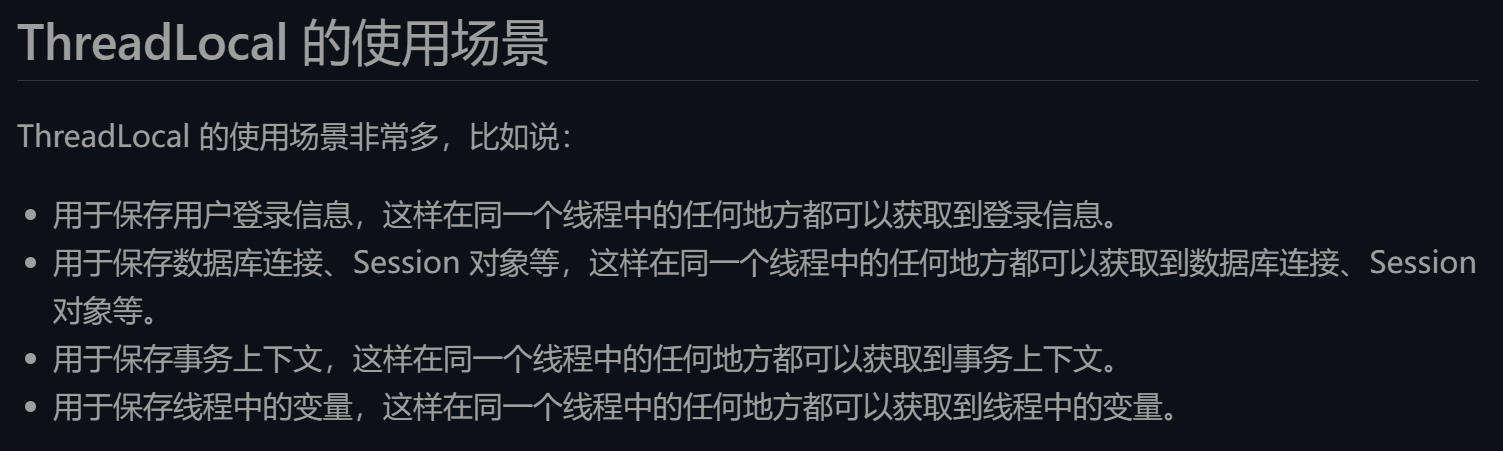 ThreadLocal 的使用场景
ThreadLocal 的使用场景非常多，比如说：
用于保存用户登录信息，这样在同一个线程中的任何地方都可以获取到登录信息。
用于保存数据库连接、Session 对象等，这样在同一个线程中的任何地方都可以获取到数据库连接、Session
对象等。
用于保存事务上下文，这样在同一个线程中的任何地方都可以获取到事务上下文。
用于保存线程中的变量，这样在同一个线程中的任何地方都可以获取到线程中的变量。